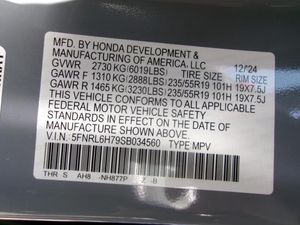 MFD. BY HONDA DEVELOPMENT &
MANUFACTURING OF AMERICA, LLC 12/24
GVWR 2730 KG(6019LBS) RIM SIZE
GAWR F 1310 KG(2888LBS) 235/55R19 101H 19X7.5J
GAWR R 1465 KG(3230LBS) 235/55R19 101H 19X7.5J
THIS VEHICLE CONFORMS TO ALL APPLICABLE
FEDERAL MOTOR VEHICLE SAFETY
STANDARDS IN EFFECT ON THE DATE OF
MANUFACTURE SHOWN ABOVE.
V.I.N. 5FNRL6H79SB034560 TYPE MPV
THR S AH8 NH877P Z -8